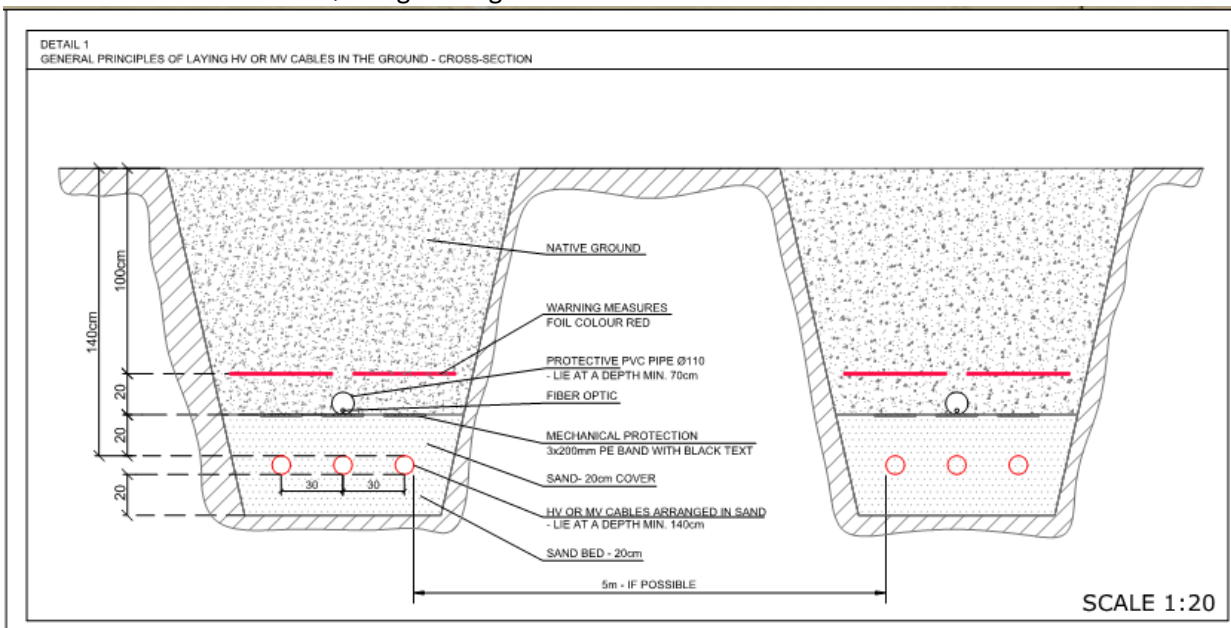 DETAIL 1
GENERAL PRINCIPLES OF LAYING HV OR MV CABLES IN THE GROUND - CROSS-SECTION
NATIVE GROUND
WARNING MEASURES
FOIL COLOUR RED
PROTECTIVE PVC PIPE Ø110
- LIE AT A DEPTH MIN. 70cm
FIBER OPTIC
MECHANICAL PROTECTION
3x200mm PE BAND WITH BLACK TEXT
SAND- 20cm COVER
HV OR MV CABLES ARRANGED IN SAND
- LIE AT A DEPTH MIN. 140cm
SAND BED - 20cm
100cm
140cm
20
20
20
30
30
5m - IF POSSIBLE
SCALE 1:20